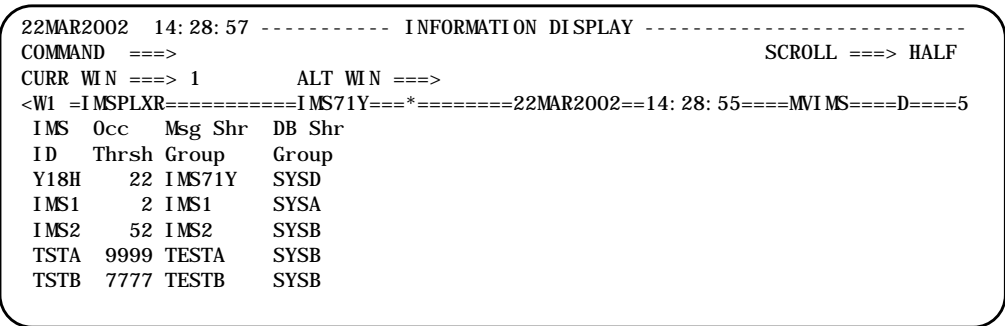 22MAR2002  14:28:57 ----------- INFORMATION DISPLAY ---------------------------
COMMAND  ===>                                                 SCROLL ===> HALF
CURR WIN ===> 1         ALT WIN ===>
<W1 =IMSPLXR===========IMS71Y===*========22MAR2002==14:28:55====MVIMS====D====5
IMS  Occ   Msg Shr  DB Shr
ID   Thrsh Group    Group
Y18H    22 IMS71Y   SYSD
IMS1     2 IMS1     SYSA
IMS2    52 IMS2     SYSB
TSTA  9999 TESTA    SYSB
TSTB  7777 TESTB    SYSB